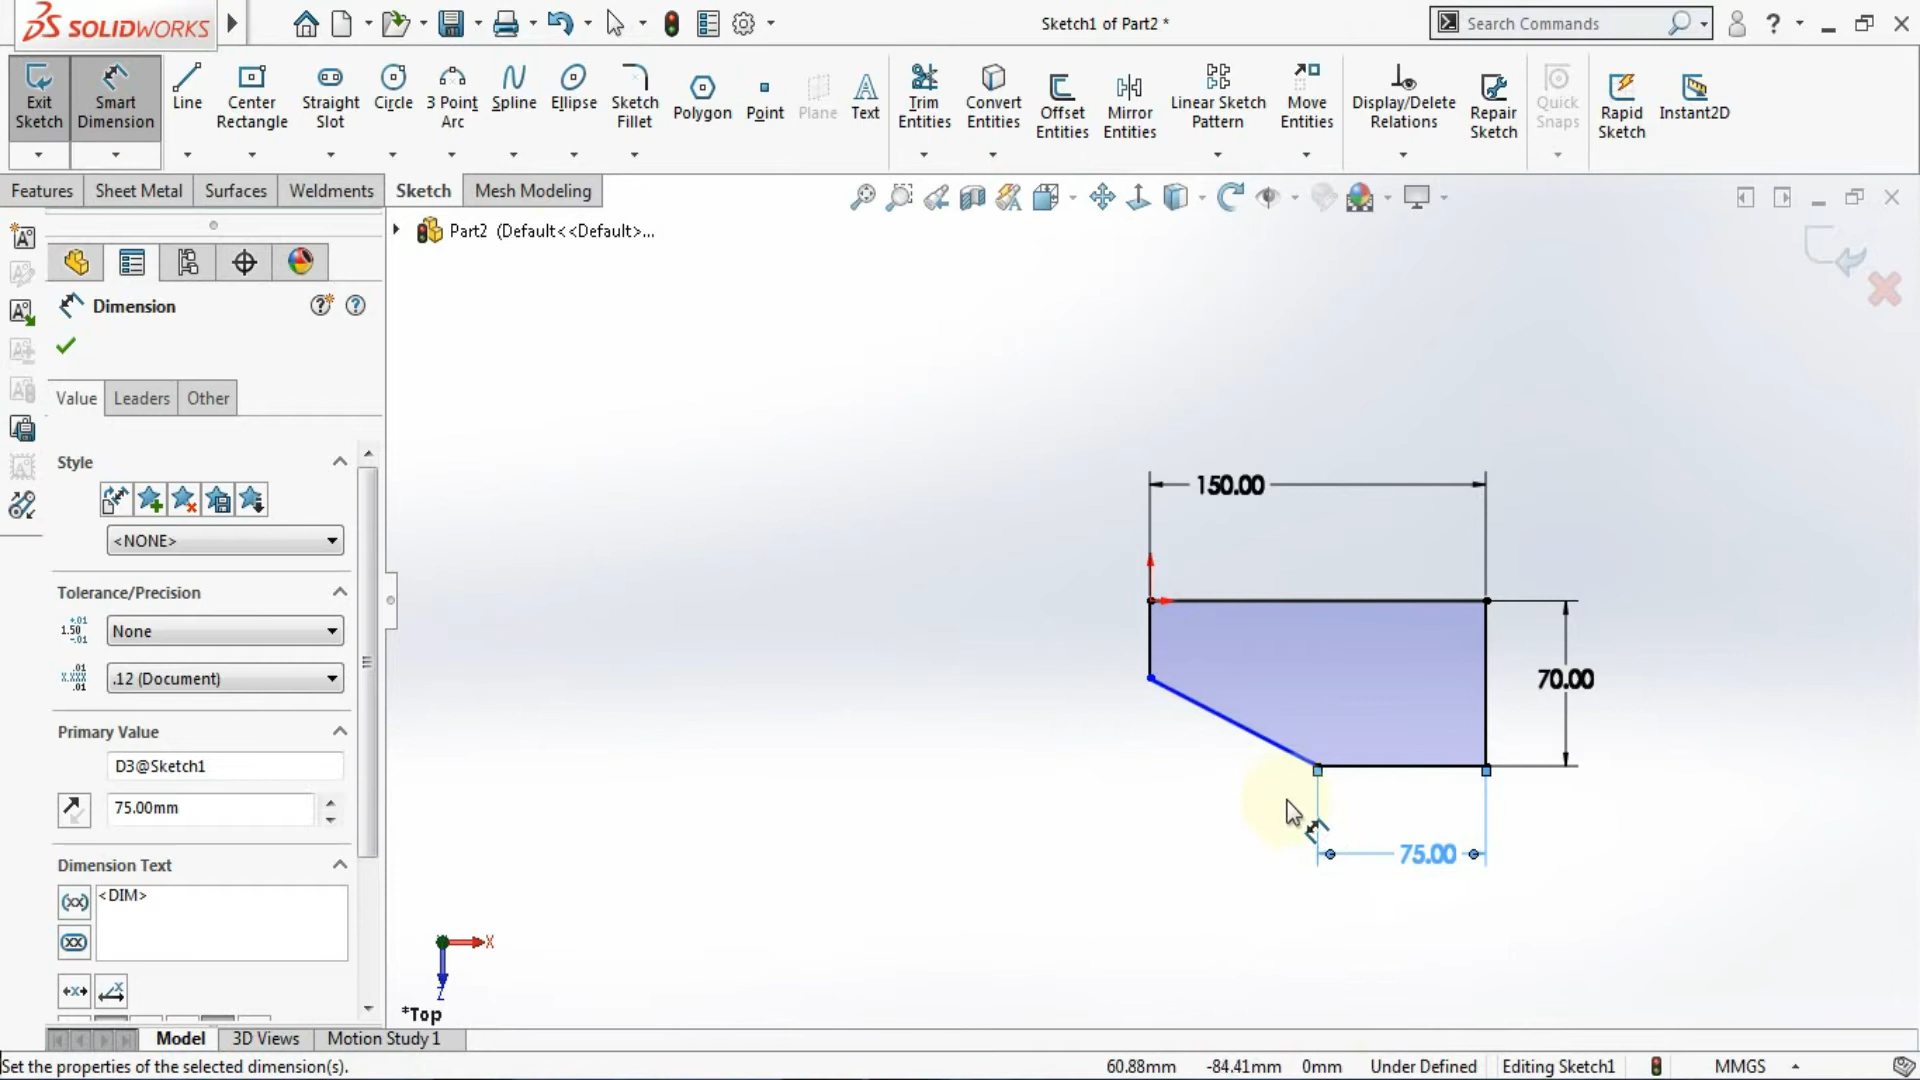 SOLIDWORKS
Sketch1 of Part2 *
Search Commands
Exit Sketch
Smart Dimension
Line
Center Rectangle
Straight Slot
Circle
3 Point Arc
Spline
Ellipse
Sketch Fillet
Polygon
Point
Plane
Text
Trim Entities
Convert Entities
Offset Entities
Mirror Entities
Linear Sketch Pattern
Move Entities
Display/Delete Relations
Repair Sketch
Quick Snaps
Rapid Sketch
Instant2D
Features
Sheet Metal
Surfaces
Weldments
Sketch
Mesh Modeling
Part2 (Default<<Default>...
Dimension
Value
Leaders
Other
Style
<NONE>
Tolerance/Precision
None
.12 (Document)
Primary Value
D3@Sketch1
75.00mm
Dimension Text
<DIM>
150.00
70.00
75.00
X
Z
*Top
Model
3D Views
Motion Study 1
Set the properties of the selected dimension(s).
60.88mm
-84.41mm
0mm
Under Defined
Editing Sketch1
MMGS